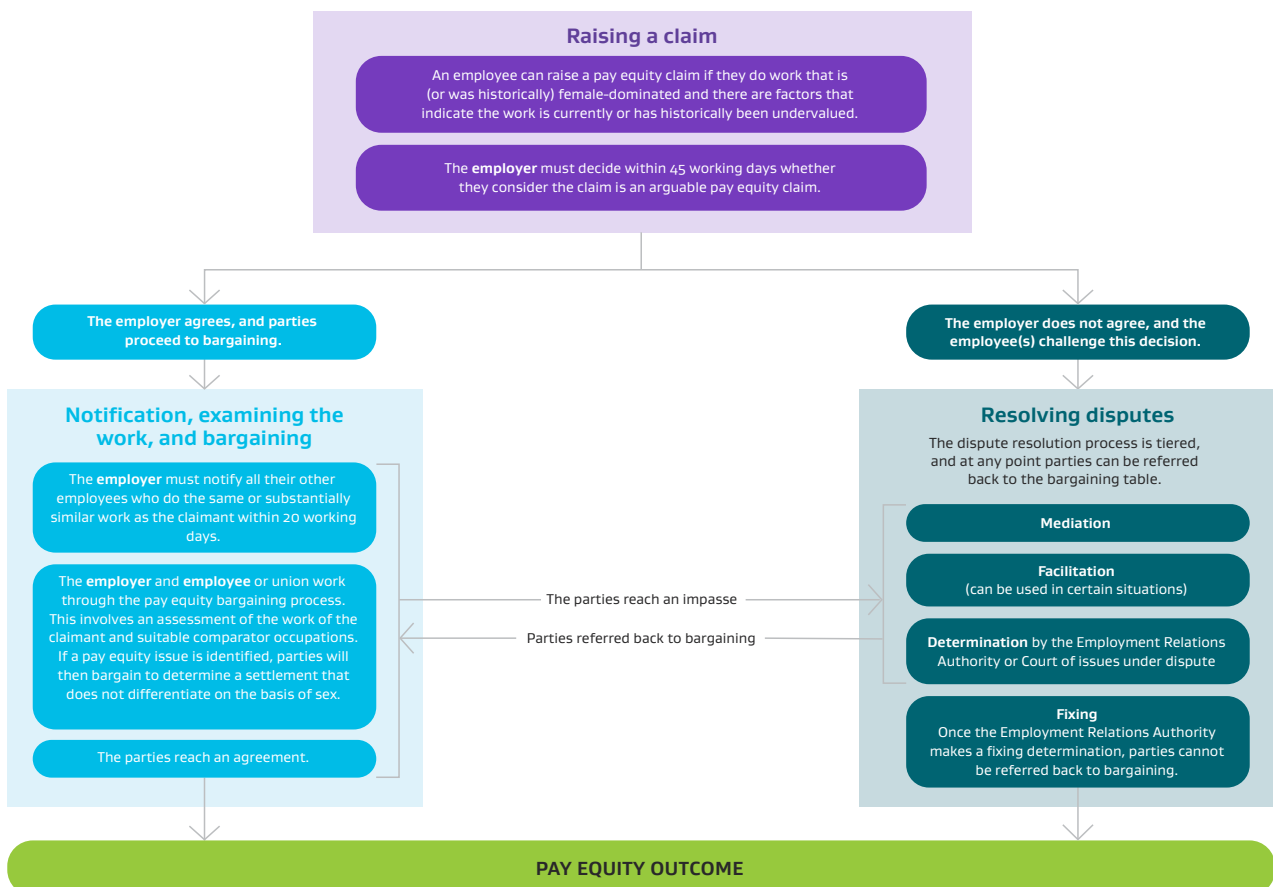 Raising a claim
An employee can raise a pay equity claim if they do work that is
(or was historically) female-dominated and there are factors that
indicate the work is currently or has historically been undervalued.
The employer must decide within 45 working days whether
they consider the claim is an arguable pay equity claim.
The employer agrees, and parties
proceed to bargaining.
The employer does not agree, and the
employee(s) challenge this decision.
Notification, examining the
work, and bargaining
The employer must notify all their other
employees who do the same or substantially
similar work as the claimant within 20 working
days.
The employer and employee or union work
through the pay equity bargaining process.
This involves an assessment of the work of the
claimant and suitable comparator occupations.
If a pay equity issue is identified, parties will
then bargain to determine a settlement that
does not differentiate on the basis of sex.
The parties reach an agreement.
The parties reach an impasse
Parties referred back to bargaining
Resolving disputes
The dispute resolution process is tiered,
and at any point parties can be referred
back to the bargaining table.
Mediation
Facilitation
(can be used in certain situations)
Determination by the Employment Relations
Authority or Court of issues under dispute
Fixing
Once the Employment Relations Authority
makes a fixing determination, parties cannot
be referred back to bargaining.
PAY EQUITY OUTCOME